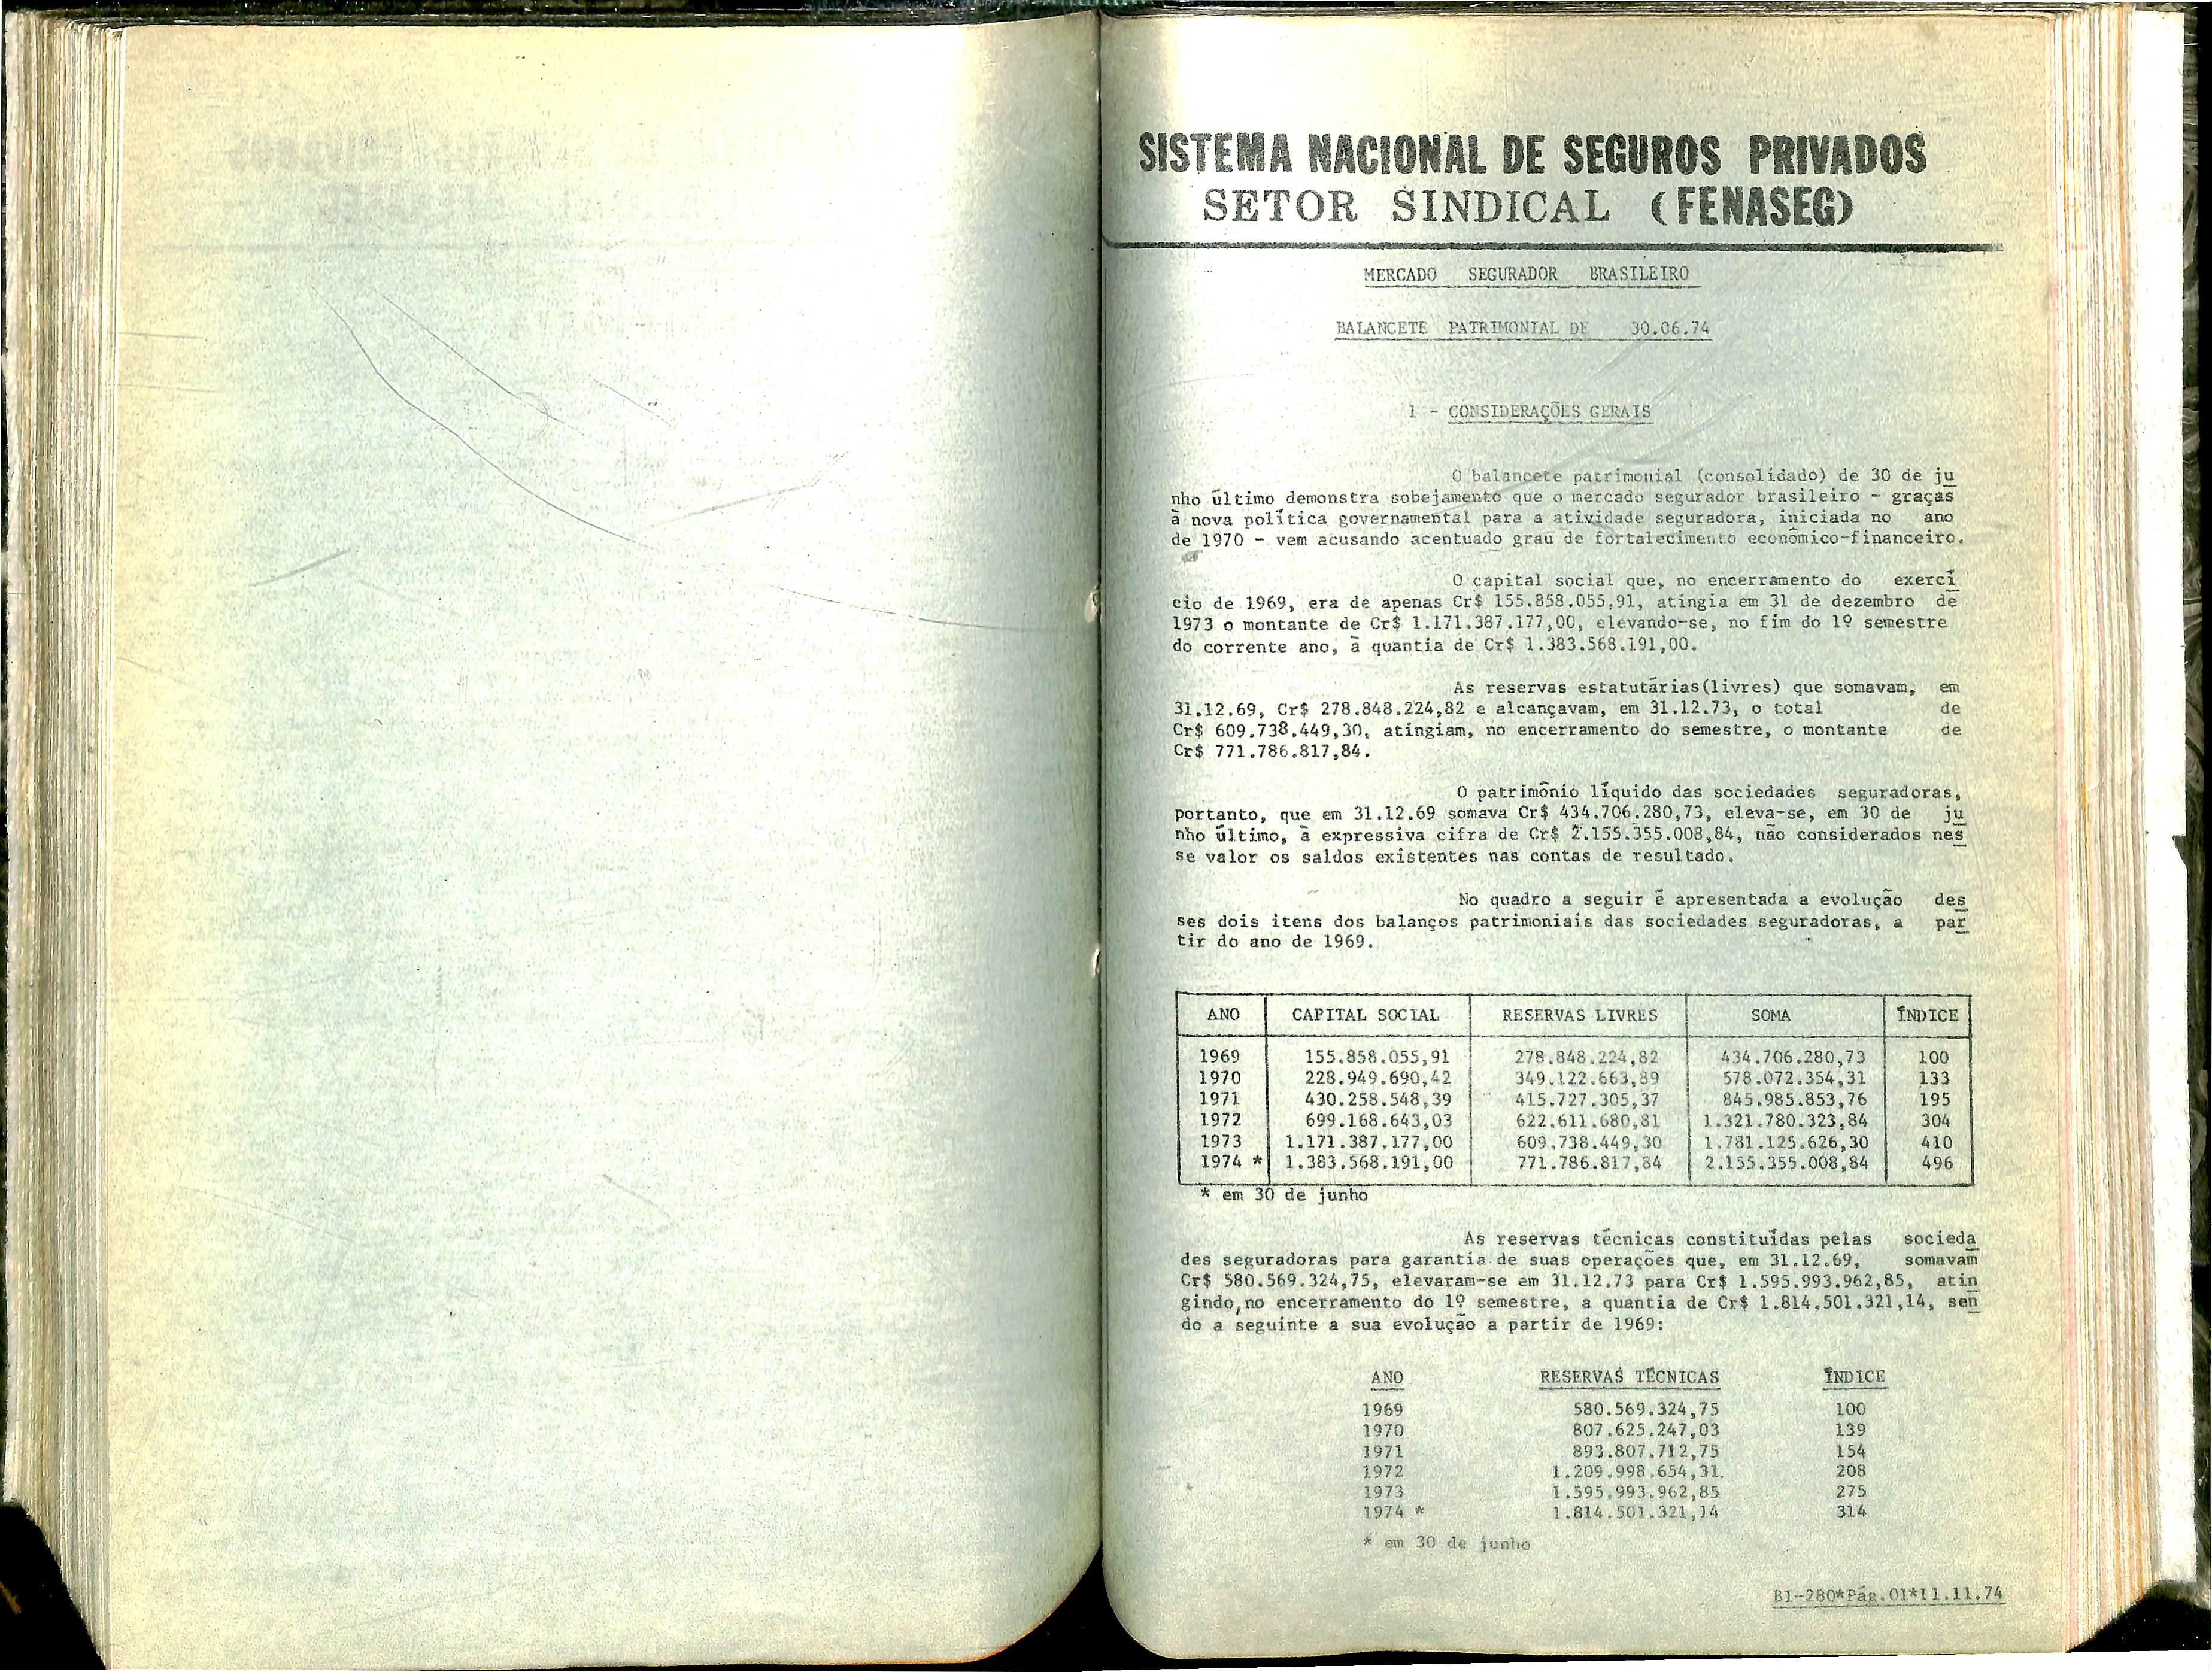 SISTEMA NACIONAL DE SEGUROS PRIVADOS
SETOR SINDICAL (FENASEG)
MERCADO SEGURADOR BRASILEIRO
BALANCETE PATRIMONIAL DE 30.06.74
1 - CONSIDERAÇÕES GERAIS
O balancete patrimonial (consolidado) de 30 de ju
nho último demonstra sobejamento que o mercado segurador brasileiro - graças
à nova política governamental para a atividade seguradora, iniciada no ano
de 1970 - vem acusando acentuado grau de fortalecimento econômico-financeiro.
O capital social que, no encerramento do exercí
cio de 1969, era de apenas Cr$ 155.858.055,91, atingia em 31 de dezembro de
1973 o montante de Cr$ 1.171.387.177,00, elevando-se, no fim do 1º semestre
do corrente ano, à quantia de Cr$ 1.383.568.191,00.
As reservas estatutárias(livres) que somavam, em
31.12.69, Cr$ 278.848.224,82 e alcançavam, em 31.12.73, o total de
Cr$ 609.738.449,30, atingiam, no encerramento do semestre, o montante de
Cr$ 771.786.817,84.
O patrimônio líquido das sociedades seguradoras,
portanto, que em 31.12.69 somava Cr$ 434.706.280,73, eleva-se, em 30 de ju
nho último, à expressiva cifra de Cr$ 2.155.355.008,84, não considerados nes
se valor os saldos existentes nas contas de resultado.
No quadro a seguir é apresentada a evolução des
ses dois itens dos balanços patrimoniais das sociedades seguradoras, a par
tir do ano de 1969.
ANO CAPITAL SOCIAL RESERVAS LIVRES SOMA ÍNDICE
1969 155.858.055,91 278.848.224,82 434.706.280,73 100
1970 228.949.690,42 349.122.663,89 578.072.354,31 133
1971 430.258.548,39 415.727.305,37 845.985.853,76 195
1972 699.168.643,03 622.611.680,81 1.321.780.323,84 304
1973 1.171.387.177,00 609.738.449,30 1.781.125.626,30 410
1974 * 1.383.568.191,00 771.786.817,84 2.155.355.008,84 496
* em 30 de junho
As reservas técnicas constituídas pelas socieda
des seguradoras para garantia de suas operações que, em 31.12.69, somavam
Cr$ 580.569.324,75, elevaram-se em 31.12.73 para Cr$ 1.595.993.962,85, atin
gindo,no encerramento do 1º semestre, a quantia de Cr$ 1.814.501.321,14, sen
do a seguinte a sua evolução a partir de 1969:
ANO RESERVAS TÉCNICAS ÍNDICE
1969 580.569.324,75 100
1970 807.625.247,03 139
1971 893.807.712,75 154
1972 1.209.998.654,31. 208
1973 1.595.993.962,85 275
1974 * 1.814.501.321,14 314
* em 30 de junho
BI-280*Pág.01*11.11.74